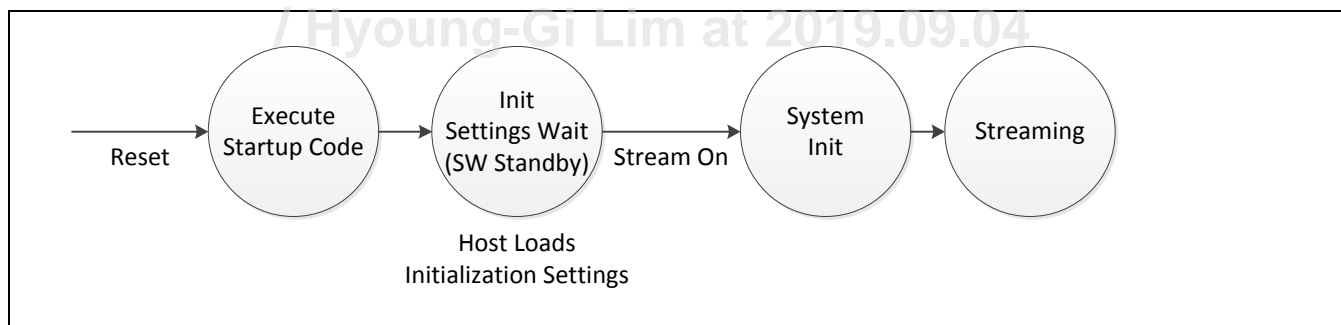 / Hyoung-Gi Lim at 2019.09.04
Reset
Execute
Startup Code
Init
Settings Wait
(SW Standby)
Host Loads
Initialization Settings
Stream On
System
Init
Streaming